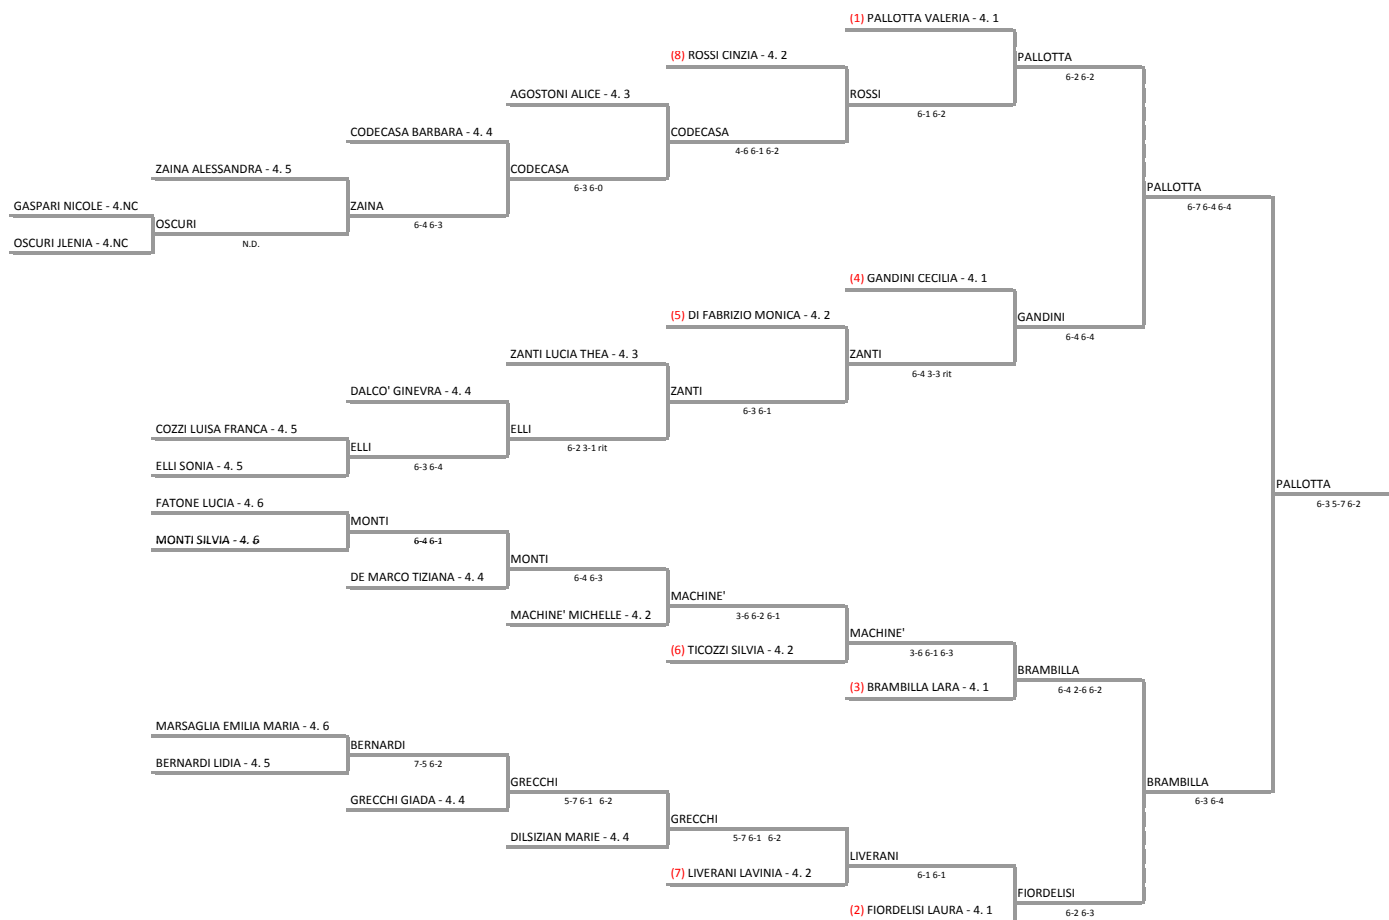 (1) PALLOTTA VALERIA - 4. 1
(8) ROSSI CINZIA - 4. 2
PALLOTTA
6-2 6-2
AGOSTONI ALICE - 4. 3
ROSSI
6-1 6-2
CODECASA BARBARA - 4. 4
CODECASA
4-6 6-1 6-2
ZAINA ALESSANDRA - 4. 5
CODECASA
6-3 6-0
PALLOTTA
6-7 6-4 6-4
GASPARI NICOLE - 4.NC
ZAINA
6-4 6-3
OSCURI
N.D.
OSCURI JLENIA - 4.NC
(4) GANDINI CECILIA - 4. 1
(5) DI FABRIZIO MONICA - 4. 2
GANDINI
6-4 6-4
ZANTI LUCIA THEA - 4. 3
ZANTI
6-4 3-3 rit
DALCO' GINEVRA - 4. 4
ZANTI
6-3 6-1
COZZI LUISA FRANCA - 4. 5
ELLI
6-2 3-1 rit
ELLI
6-3 6-4
ELLI SONIA - 4. 5
PALLOTTA
6-3 5-7 6-2
FATONE LUCIA - 4. 6
MONTI
6-4 6-1
MONTI SILVIA - 4. 6
MONTI
6-4 6-3
DE MARCO TIZIANA - 4. 4
MACHINE'
3-6 6-2 6-1
MACHINE' MICHELLE - 4. 2
MACHINE'
3-6 6-1 6-3
(6) TICOZZI SILVIA - 4. 2
BRAMBILLA
6-4 2-6 6-2
(3) BRAMBILLA LARA - 4. 1
MARSAGLIA EMILIA MARIA - 4. 6
BERNARDI
7-5 6-2
BERNARDI LIDIA - 4. 5
GRECCHI
5-7 6-1 6-2
BRAMBILLA
6-3 6-4
GRECCHI GIADA - 4. 4
GRECCHI
5-7 6-1 6-2
DILSIZIAN MARIE - 4. 4
LIVERANI
6-1 6-1
(7) LIVERANI LAVINIA - 4. 2
FIORDELISI
6-2 6-3
(2) FIORDELISI LAURA - 4. 1